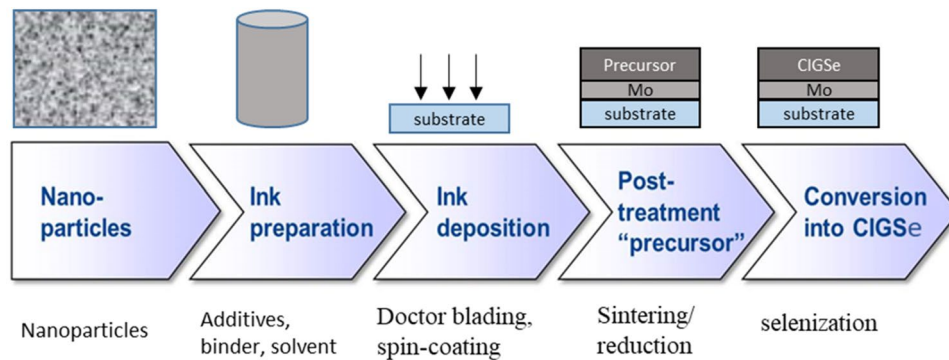 substrate
Precursor
Mo
substrate
CIGSe
Mo
substrate
Nano-
particles
Ink
preparation
Ink
deposition
Post-
treatment
“precursor”
Conversion
into CIGSe
Nanoparticles
Additives,
binder, solvent
Doctor blading,
spin-coating
Sintering/
reduction
selenization